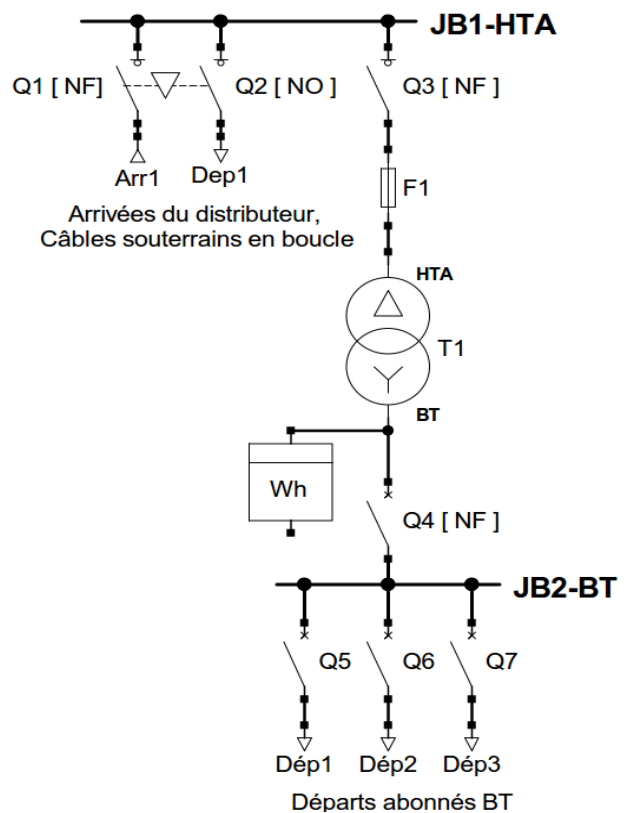 JB1-HTA
Q1 [ NF]
Q2 [ NO ]
Q3 [ NF ]
Arr1
Dep1
F1
Arrivées du distributeur,
Câbles souterrains en boucle
HTA
T1
BT
Wh
Q4 [ NF ]
JB2-BT
Q5
Q6
Q7
Dép1
Dép2
Dép3
Départs abonnés BT